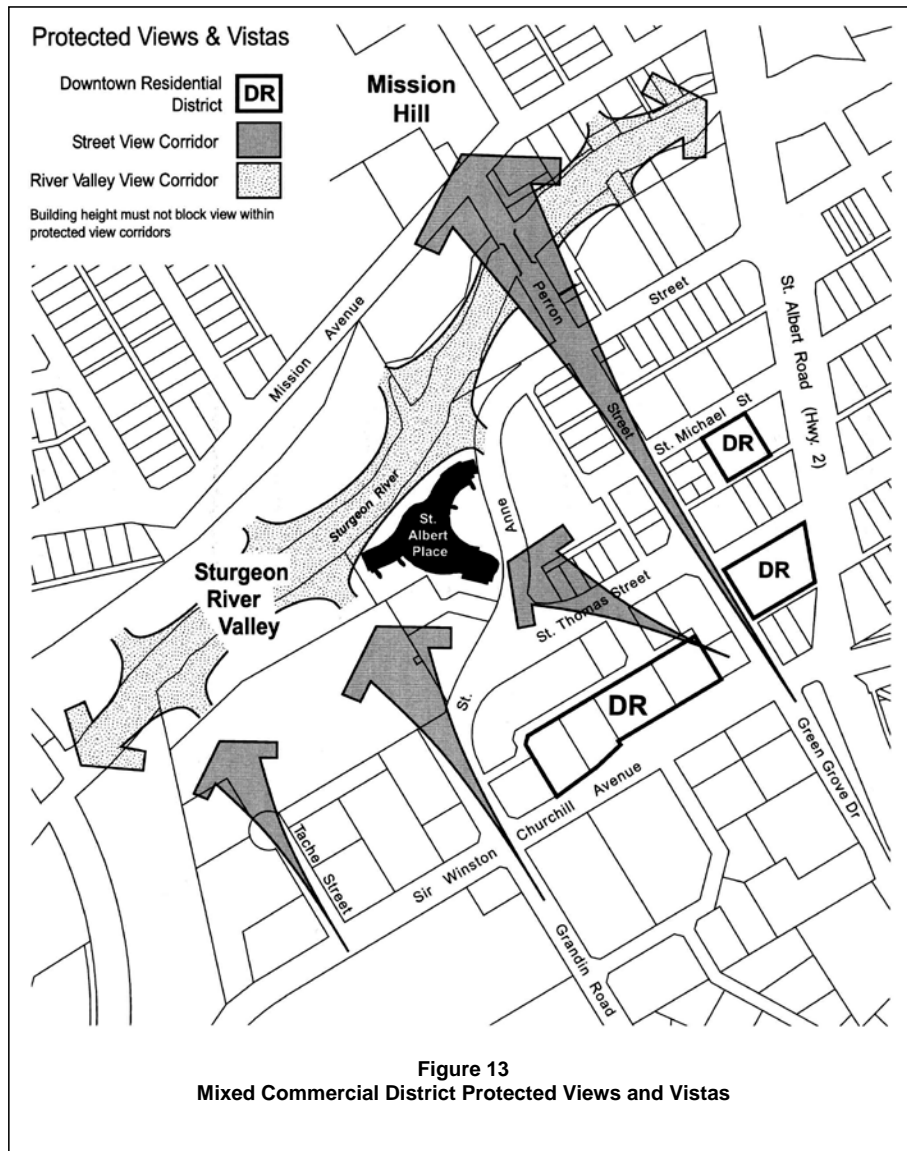 Protected Views & Vistas
Downtown Residential
District
DR
Street View Corridor
River Valley View Corridor
Building height must not block view within
protected view corridors
Mission
Hill
Mission Avenue
Perron
Street
Street
St. Albert Road (Hwy. 2)
St. Michael St
DR
Sturgeon River
St.
Albert
Place
Anne
St.
DR
Sturgeon
River
Valley
St. Thomas Street
DR
Green Grove Dr
Tache Street
Sir Winston Churchill Avenue
Grandin Road
Figure 13
Mixed Commercial District Protected Views and Vistas